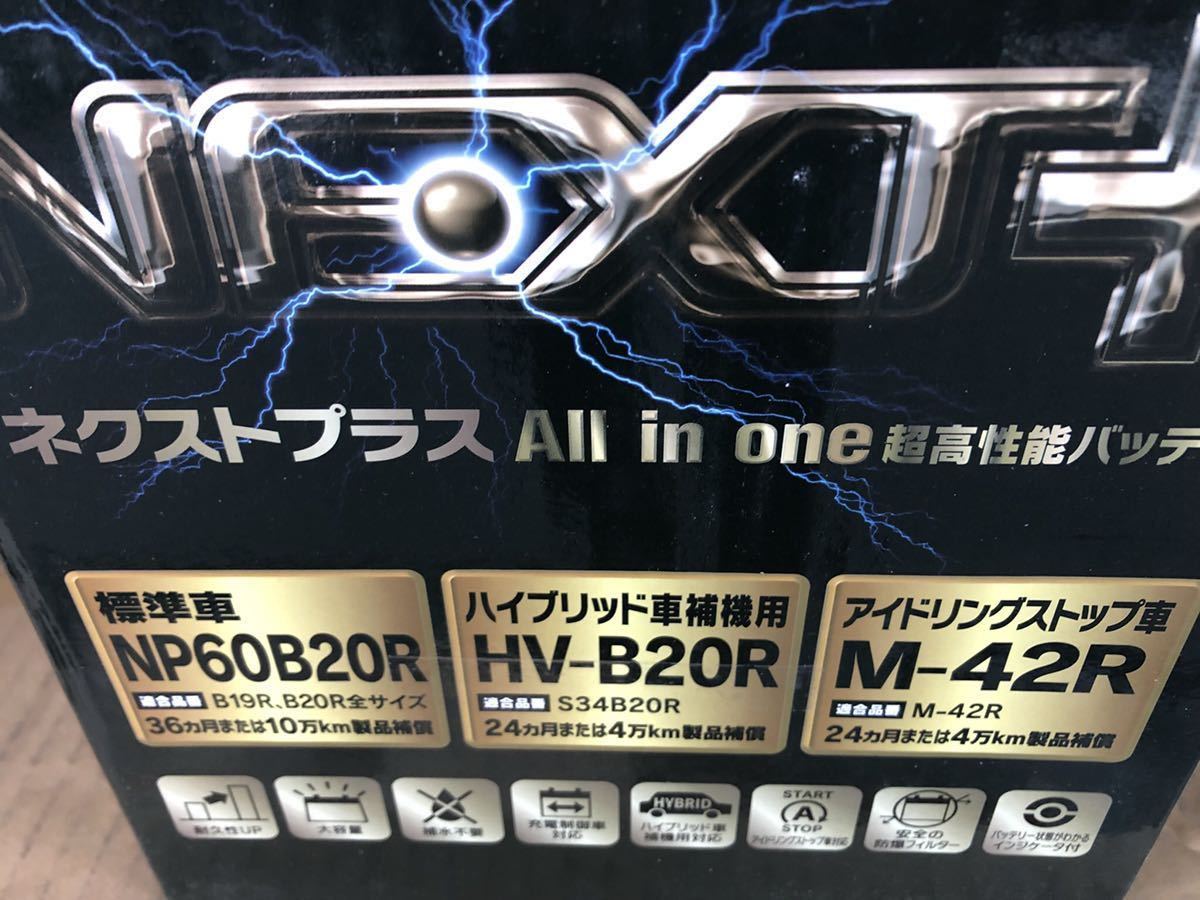 NEXT+
ネクストプラス All in one 超高性能バッテ
標準車
NP60B20R
適合品番 B19R、B20R全サイズ
36カ月または10万km製品補償
ハイブリッド車補機用
HV-B20R
適合品番 S34B20R
24カ月または4万km製品補償
アイドリングストップ車
M-42R
適合品番 M-42R
24カ月または4万km製品補償
耐久性UP
大容量
補水不要
充電制御車
対応
HYBRID
ハイブリッド車
補機用対応
START
A
STOP
アイドリングストップ車対応
安全の
防爆フィルター
バッテリー状態がわかる
インジケータ付